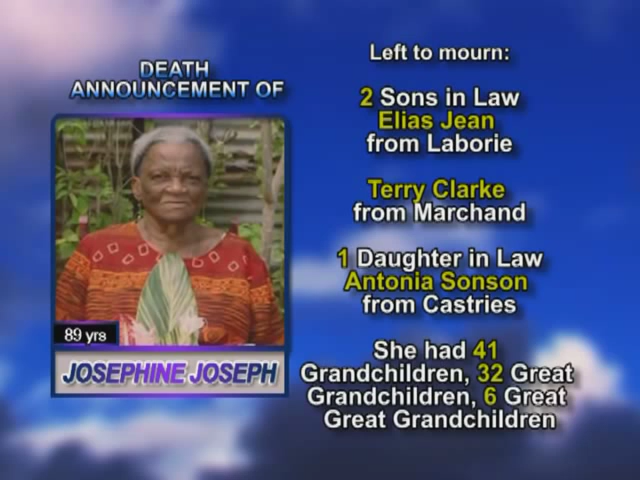 DEATH
ANNOUNCEMENT OF
89 yrs
JOSEPHINE JOSEPH
Left to mourn:
2 Sons in Law
Elias Jean
from Laborie
Terry Clarke
from Marchand
1 Daughter in Law
Antonia Sonson
from Castries
She had 41
Grandchildren, 32 Great
Grandchildren, 6 Great
Great Grandchildren